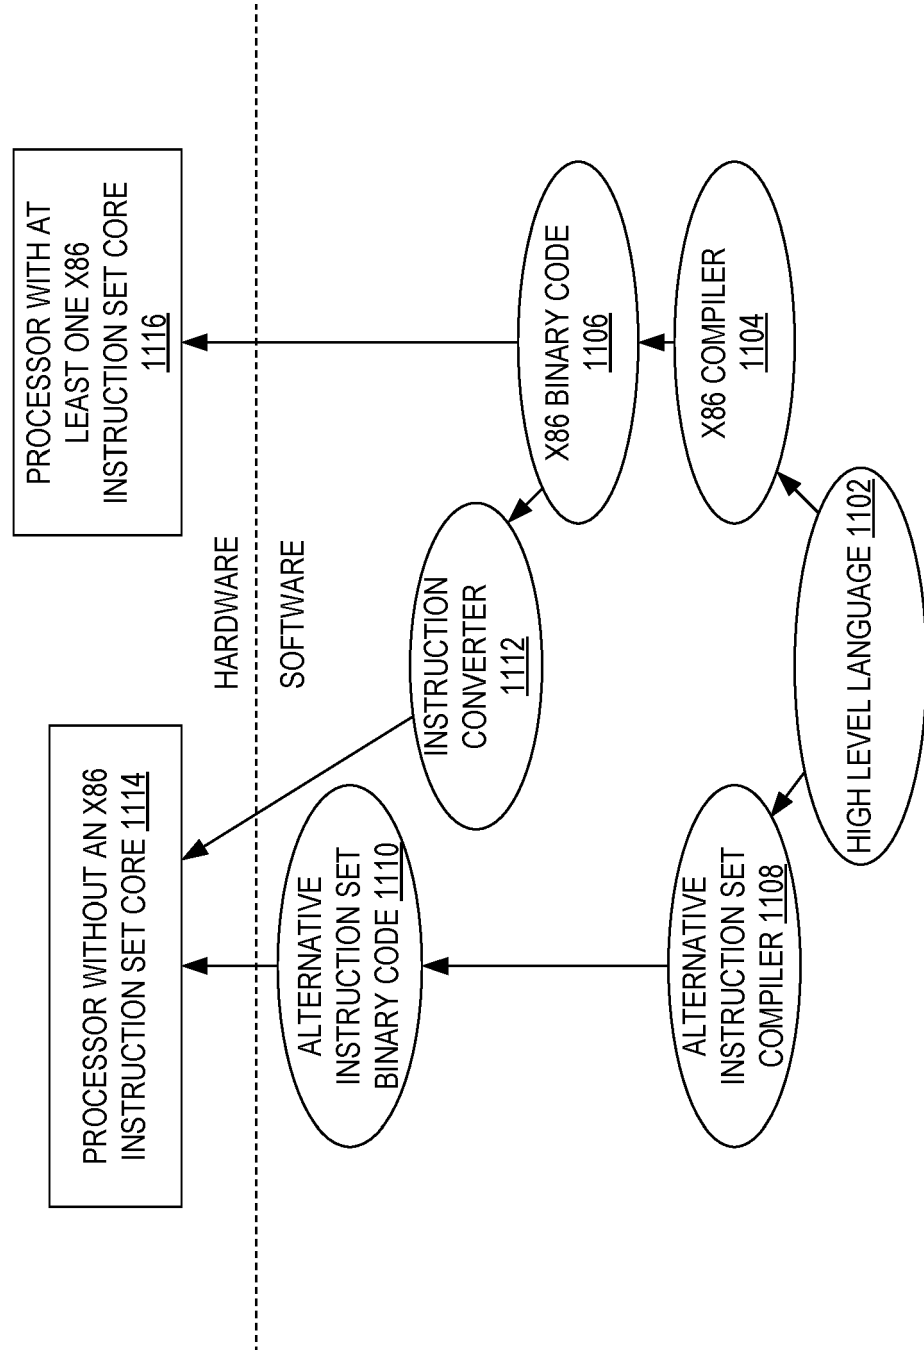 PROCESSOR WITHOUT AN X86
INSTRUCTION SET CORE 1114
PROCESSOR WITH AT
LEAST ONE X86
INSTRUCTION SET CORE
1116
HARDWARE
SOFTWARE
ALTERNATIVE
INSTRUCTION SET
BINARY CODE 1110
INSTRUCTION
CONVERTER
1112
X86 BINARY CODE
1106
ALTERNATIVE
INSTRUCTION SET
COMPILER 1108
X86 COMPILER
1104
HIGH LEVEL LANGUAGE 1102